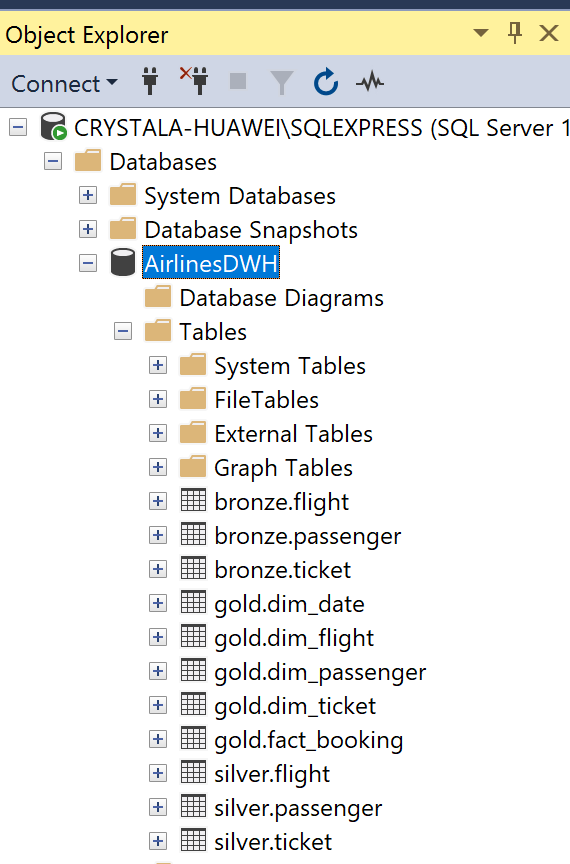 Object Explorer
Connect
CRYSTALA-HUAWEI\SQLEXPRESS (SQL Server 1
Databases
System Databases
Database Snapshots
AirlinesDWH
Database Diagrams
Tables
System Tables
FileTables
External Tables
Graph Tables
bronze.flight
bronze.passenger
bronze.ticket
gold.dim_date
gold.dim_flight
gold.dim_passenger
gold.dim_ticket
gold.fact_booking
silver.flight
silver.passenger
silver.ticket